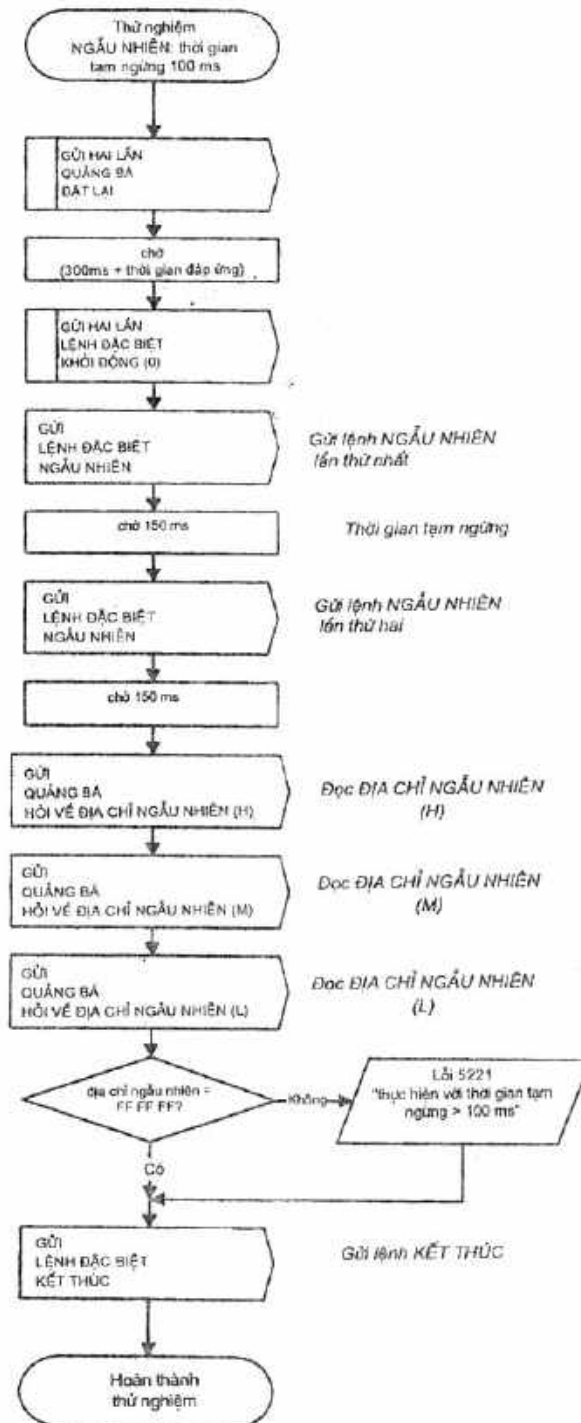 Thử nghiệm
NGẪU NHIÊN: thời gian
tạm ngừng 100 ms
GỬI HAI LẦN
QUẢNG BÁ
ĐẶT LẠI
chờ
(300ms + thời gian đáp ứng)
GỬI HAI LẦN
LỆNH ĐẶC BIỆT
KHỞI ĐỘNG (0)
GỬI
LỆNH ĐẶC BIỆT
NGẪU NHIÊN
Gửi lệnh NGẪU NHIÊN
lần thứ nhất
chờ 150 ms
Thời gian tạm ngừng
GỬI
LỆNH ĐẶC BIỆT
NGẪU NHIÊN
Gửi lệnh NGẪU NHIÊN
lần thứ hai
chờ 150 ms
GỬI
QUẢNG BÁ
HỎI VỀ ĐỊA CHỈ NGẪU NHIÊN (H)
Đọc ĐỊA CHỈ NGẪU NHIÊN
(H)
GỬI
QUẢNG BÁ
HỎI VỀ ĐỊA CHỈ NGẪU NHIÊN (M)
Đọc ĐỊA CHỈ NGẪU NHIÊN
(M)
GỬI
QUẢNG BÁ
HỎI VỀ ĐỊA CHỈ NGẪU NHIÊN (L)
Đọc ĐỊA CHỈ NGẪU NHIÊN
(L)
địa chỉ ngẫu nhiên =
FF FF FF?
Không
Lỗi 5221
"thực hiện với thời gian tạm
ngừng > 100 ms"
Có
GỬI
LỆNH ĐẶC BIỆT
KẾT THÚC
Gửi lệnh KẾT THÚC
Hoàn thành
thử nghiệm